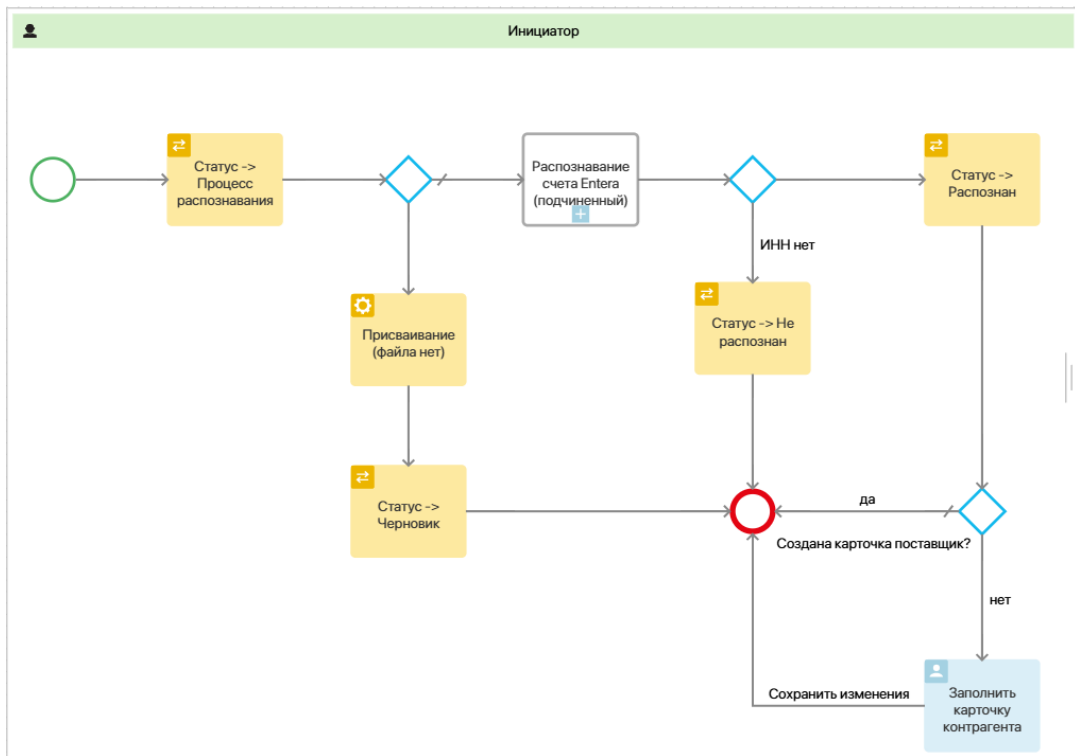 Инициатор
Статус ->
Процесс
распознавания
Распознавание
счета Entera
(подчиненный)
Статус ->
Распознан
ИНН нет
Присваивание
(файла нет)
Статус -> Не
распознан
Статус ->
Черновик
да
Создана карточка поставщик?
нет
Сохранить изменения
Заполнить
карточку
контрагента